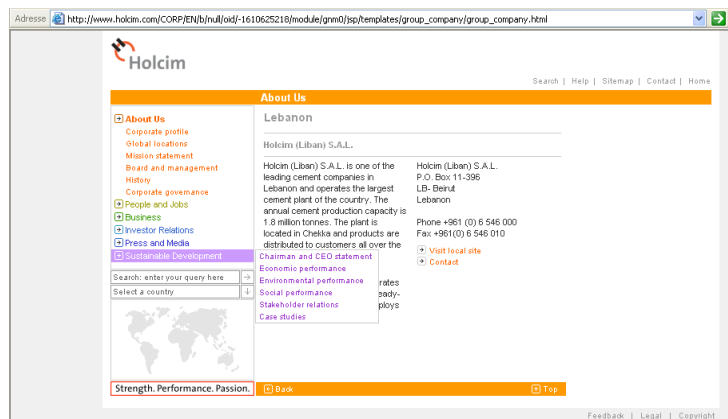 Adresse http://www.holcim.com/CORP/EN/b/null/oid/-1610625218/module/gnm0/jsp/templates/group_company/group_company.html
Holcim
Search | Help | Sitemap | Contact | Home
About Us
About Us
Corporate profile
Global locations
Mission statement
Board and management
History
Corporate governance
People and Jobs
Business
Investor Relations
Press and Media
Sustainable Development
Search: enter your query here
Select a country
Strength. Performance. Passion.
Lebanon
Holcim (Liban) S.A.L.
Holcim (Liban) S.A.L. is one of the
leading cement companies in
Lebanon and operates the largest
cement plant of the country. The
annual cement production capacity is
1.8 million tonnes. The plant is
located in Chekka and products are
distributed to customers all over the
Chairman and CEO statement
Economic performance
Environmental performance
Social performance
Stakeholder relations
Case studies
rates
eady-
ploys
Holcim (Liban) S.A.L.
P.O. Box 11-396
LB- Beirut
Lebanon
Phone +961 (0) 6 546 000
Fax +961(0) 6 546 010
Visit local site
Contact
Back
Top
Feedback | Legal | Copyright